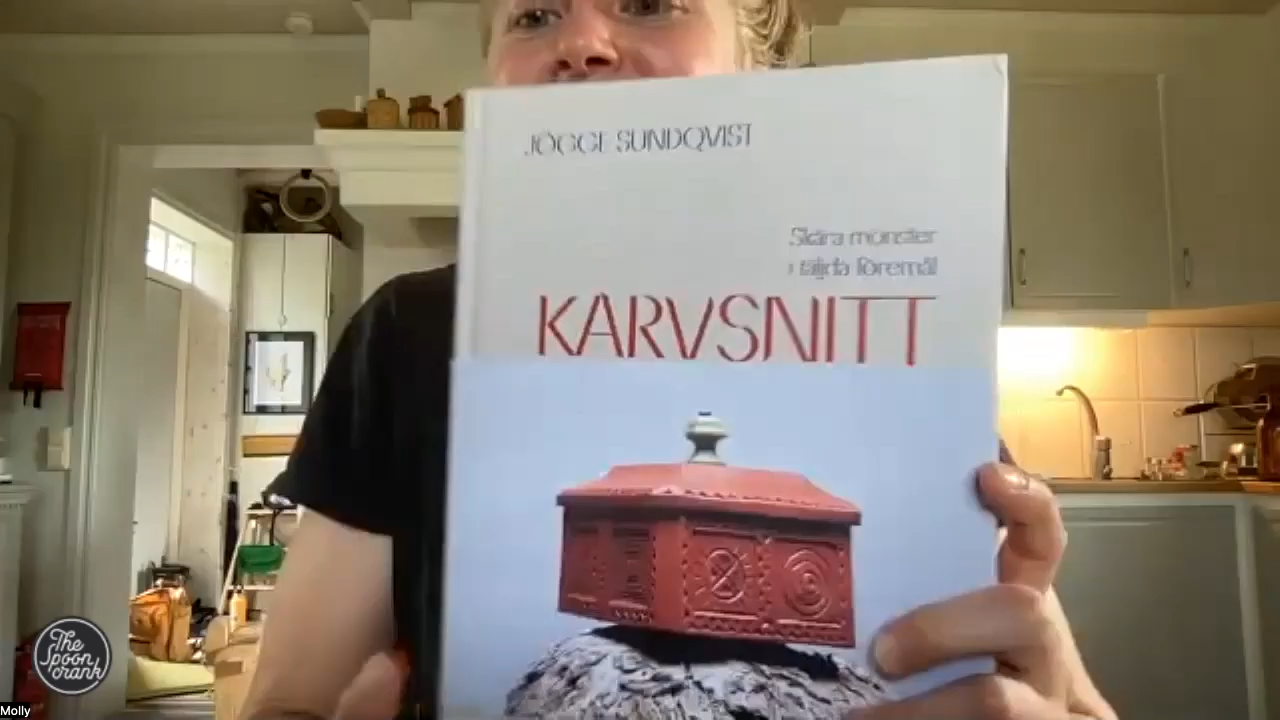 JÖGGE SUNDQVIST
Skära mönster
i täljda föremål
KARVSNITT
The
Spoon
crank
Molly